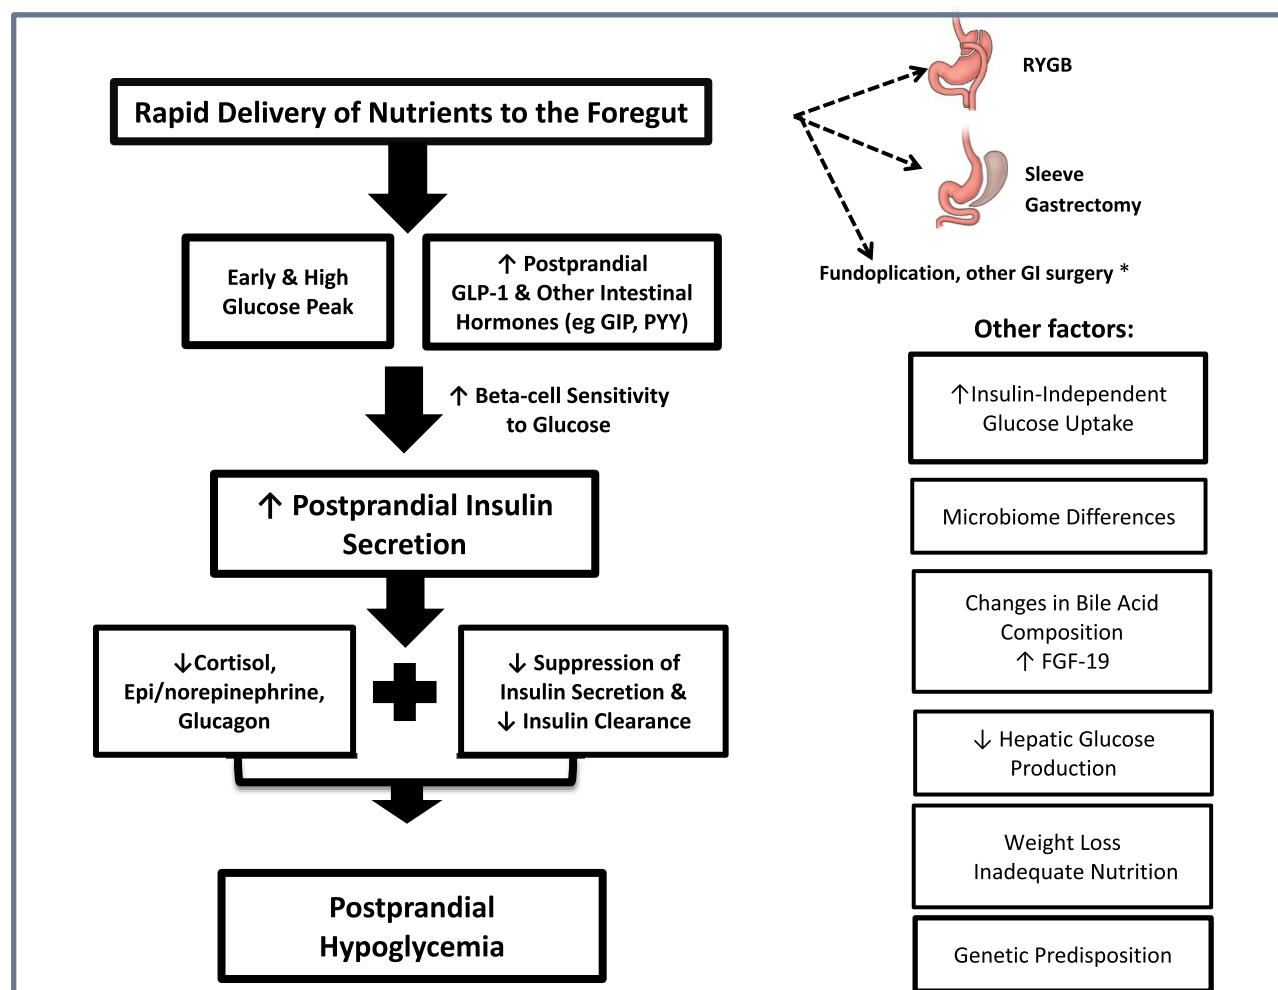 Rapid Delivery of Nutrients to the Foregut
Early & High
Glucose Peak
↑ Postprandial
GLP-1 & Other Intestinal
Hormones (eg GIP, PYY)
↑ Beta-cell Sensitivity
to Glucose
↑ Postprandial Insulin
Secretion
↓Cortisol,
Epi/norepinephrine,
Glucagon
↓ Suppression of
Insulin Secretion &
↓ Insulin Clearance
Postprandial
Hypoglycemia
RYGB
Sleeve
Gastrectomy
Fundoplication, other GI surgery *
Other factors:
↑Insulin-Independent
Glucose Uptake
Microbiome Differences
Changes in Bile Acid
Composition
↑ FGF-19
↓ Hepatic Glucose
Production
Weight Loss
Inadequate Nutrition
Genetic Predisposition